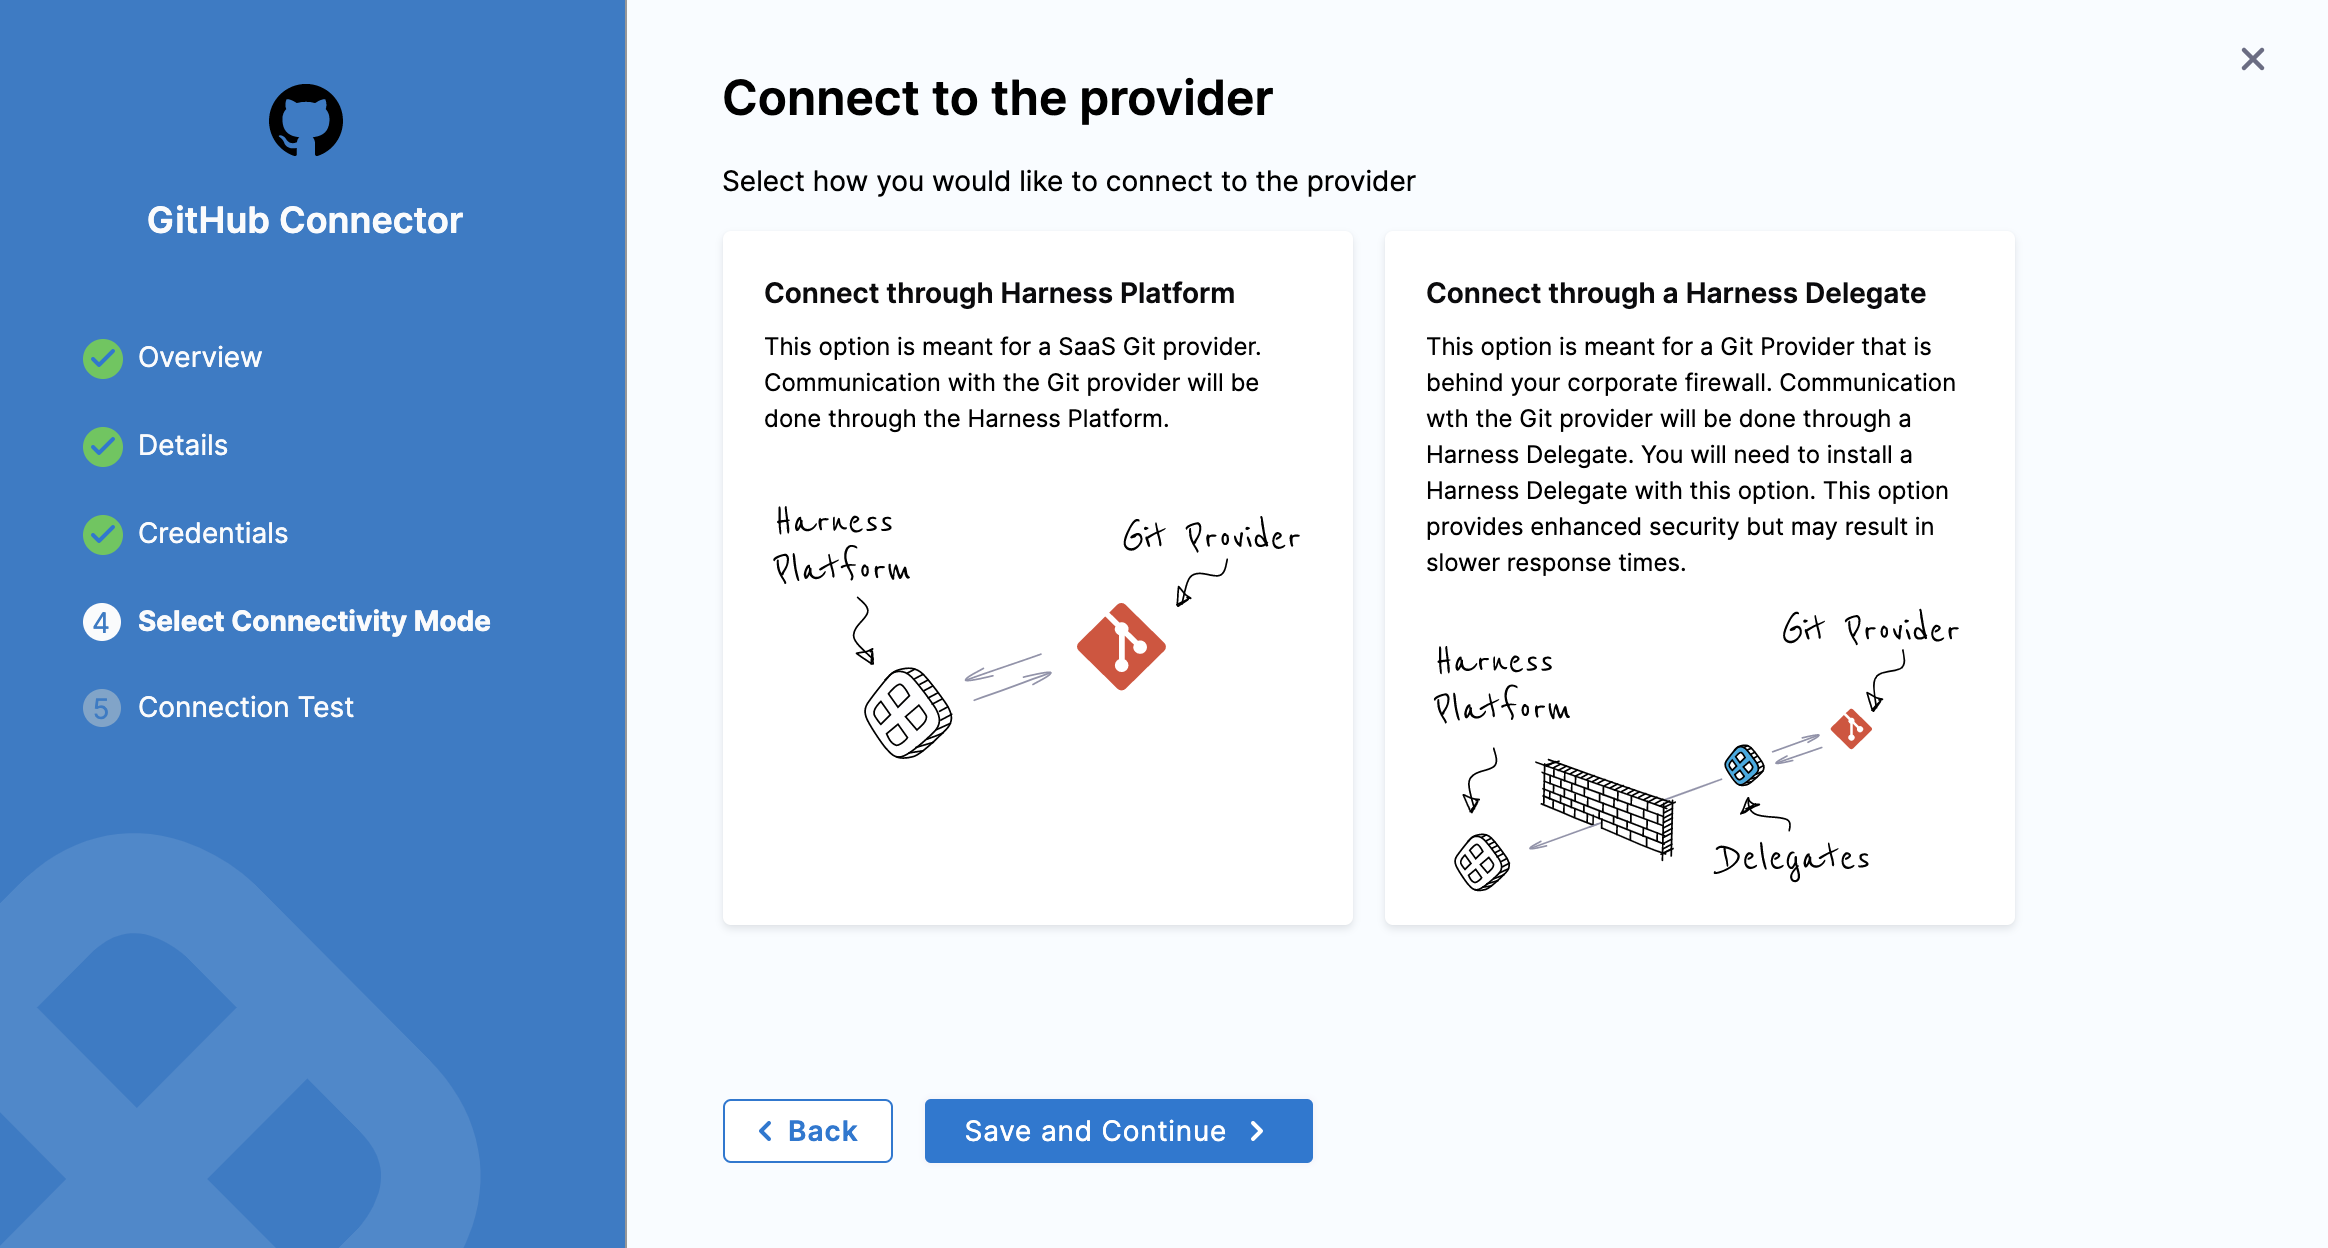 GitHub Connector
Overview
Details
Credentials
4 Select Connectivity Mode
5 Connection Test
Connect to the provider
Select how you would like to connect to the provider
Connect through Harness Platform
This option is meant for a SaaS Git provider.
Communication with the Git provider will be
done through the Harness Platform.
Harness
Platform
Git Provider
Connect through a Harness Delegate
This option is meant for a Git Provider that is
behind your corporate firewall. Communication
wth the Git provider will be done through a
Harness Delegate. You will need to install a
Harness Delegate with this option. This option
provides enhanced security but may result in
slower response times.
Git Provider
Harness
Platform
Delegates
Back
Save and Continue